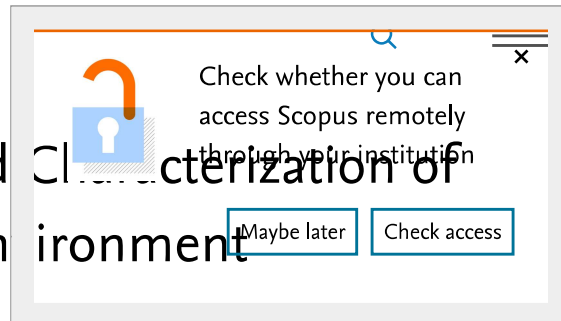 Check whether you can
access Scopus remotely
through your institution
Characterization of
ironment
Maybe later
Check access